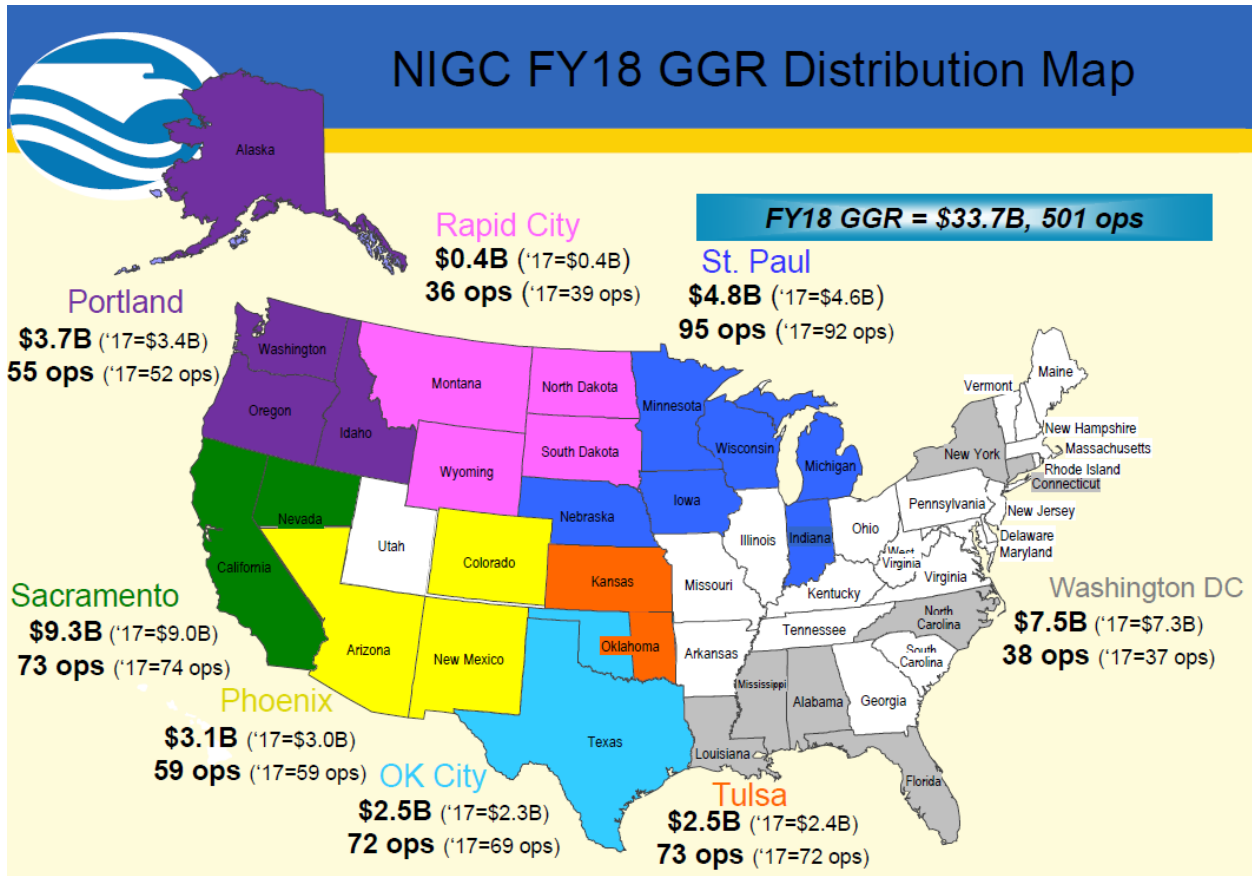 NIGC FY18 GGR Distribution Map
Alaska
FY18 GGR = $33.7B, 501 ops
Rapid City
$0.4B (‘17=$0.4B)
36 ops (‘17=39 ops)
St. Paul
$4.8B (‘17=$4.6B)
95 ops (‘17=92 ops)
Portland
$3.7B (‘17=$3.4B)
55 ops (‘17=52 ops)
Washington
Oregon
Idaho
Montana
North Dakota
South Dakota
Wyoming
Minnesota
Wisconsin
Michigan
Iowa
Nebraska
Indiana
Illinois
Ohio
Vermont
Maine
New Hampshire
Massachusetts
New York
Rhode Island
Connecticut
Pennsylvania
New Jersey
Delaware
Maryland
West
Virginia
Virginia
Kentucky
Nevada
Utah
Colorado
Kansas
Missouri
California
Arizona
New Mexico
Oklahoma
Arkansas
Tennessee
North
Carolina
South
Carolina
Mississippi
Alabama
Georgia
Texas
Louisiana
Florida
Sacramento
$9.3B (‘17=$9.0B)
73 ops (‘17=74 ops)
Washington DC
$7.5B (‘17=$7.3B)
38 ops (‘17=37 ops)
Phoenix
$3.1B (‘17=$3.0B)
59 ops (‘17=59 ops)
OK City
$2.5B (‘17=$2.3B)
72 ops (‘17=69 ops)
Tulsa
$2.5B (‘17=$2.4B)
73 ops (‘17=72 ops)